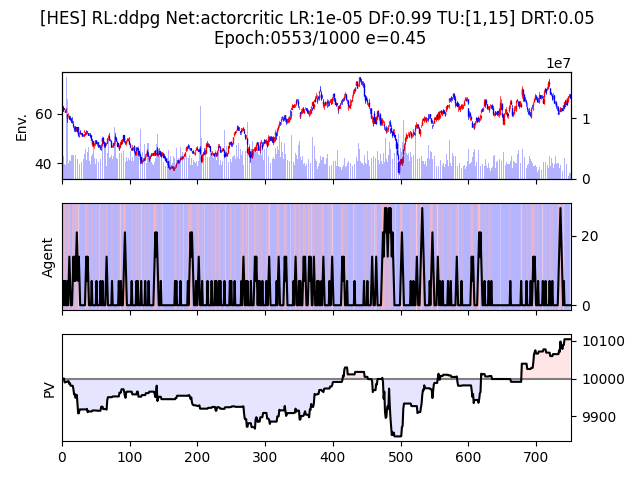 [HES] RL:ddpg Net:actorcritic LR:1e-05 DF:0.99 TU:[1,15] DRT:0.05
Epoch:0553/1000 e=0.45
1e7
Env.
60
40
1
0
Agent
20
0
PV
10100
10000
9900
0 100 200 300 400 500 600 700